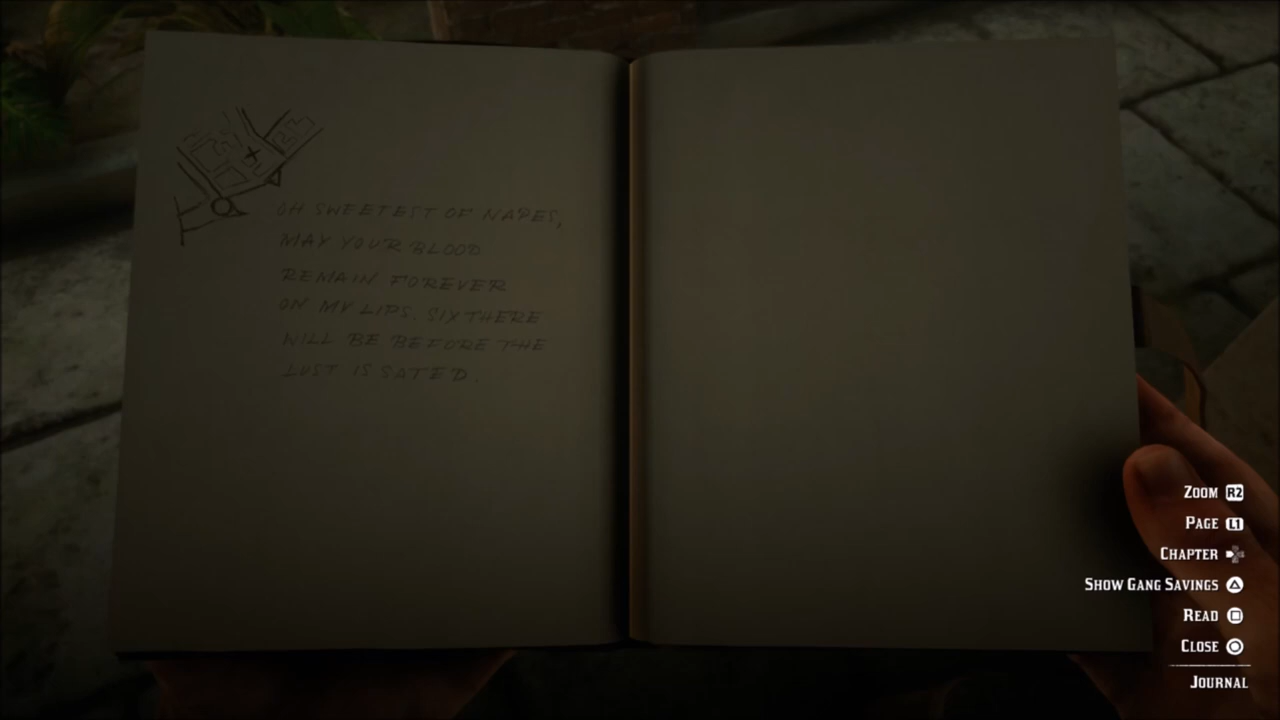 OH SWEETEST OF NAPES,
MAY YOUR BLOOD
REMAIN FOREVER
ON MY LIPS. SIX THERE
WILL BE BEFORE THE
LUST IS SATED.
ZOOM R2
PAGE L1
CHAPTER
SHOW GANG SAVINGS
READ
CLOSE
JOURNAL